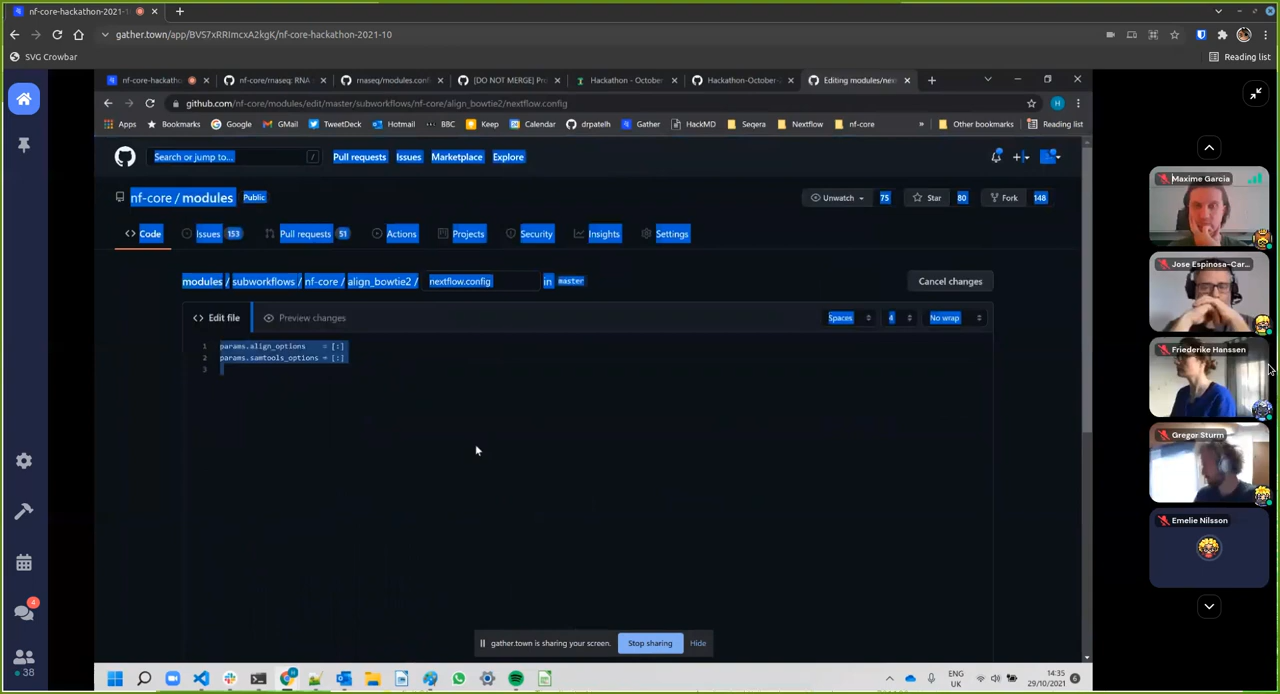 nf-core-hackathon-2021-1
gather.town/app/BVS7xRRImcxA2kgK/nf-core-hackathon-2021-10
SVG Crowbar
Reading list
nf-core-hackatho
nf-core/rnaseq: RNA
rnaseq/modules.conf
[DO NOT MERGE] Pro
Hackathon - October
Hackathon-October-
Editing modules/nex
github.com/nf-core/modules/edit/master/subworkflows/nf-core/align_bowtie2/nextflow.config
H
Apps
Bookmarks
Google
GMail
TweetDeck
Hotmail
BBC
Keep
Calendar
drpatelh
Gather
HackMD
Seqera
Nextflow
nf-core
»
Other bookmarks
Reading list
Search or jump to...
/
Pull requests
Issues
Marketplace
Explore
nf-core / modules
Public
Unwatch
75
Star
80
Fork
148
Code
Issues 153
Pull requests 51
Actions
Projects
Security
Insights
Settings
modules / subworkflows / nf-core / align_bowtie2 / nextflow.config in master
Cancel changes
Edit file
Preview changes
Spaces
4
No wrap
1 params.align_options    = [:]
2 params.samtools_options = [:]
3
gather.town is sharing your screen.
Stop sharing
Hide
Maxime Garcia
Jose Espinosa-Car...
Friederike Hanssen
Gregor Sturm
Emelie Nilsson
4
38
ENG
UK
14:35
29/10/2021
6